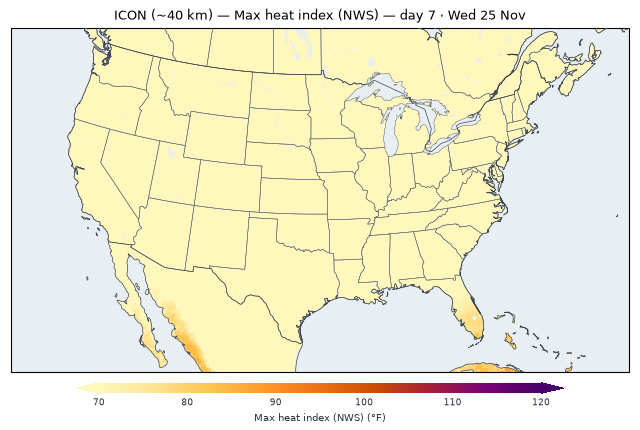 ICON (~40 km) — Max heat index (NWS) — day 7 · Wed 25 Nov
70 80 90 100 110 120
Max heat index (NWS) (°F)